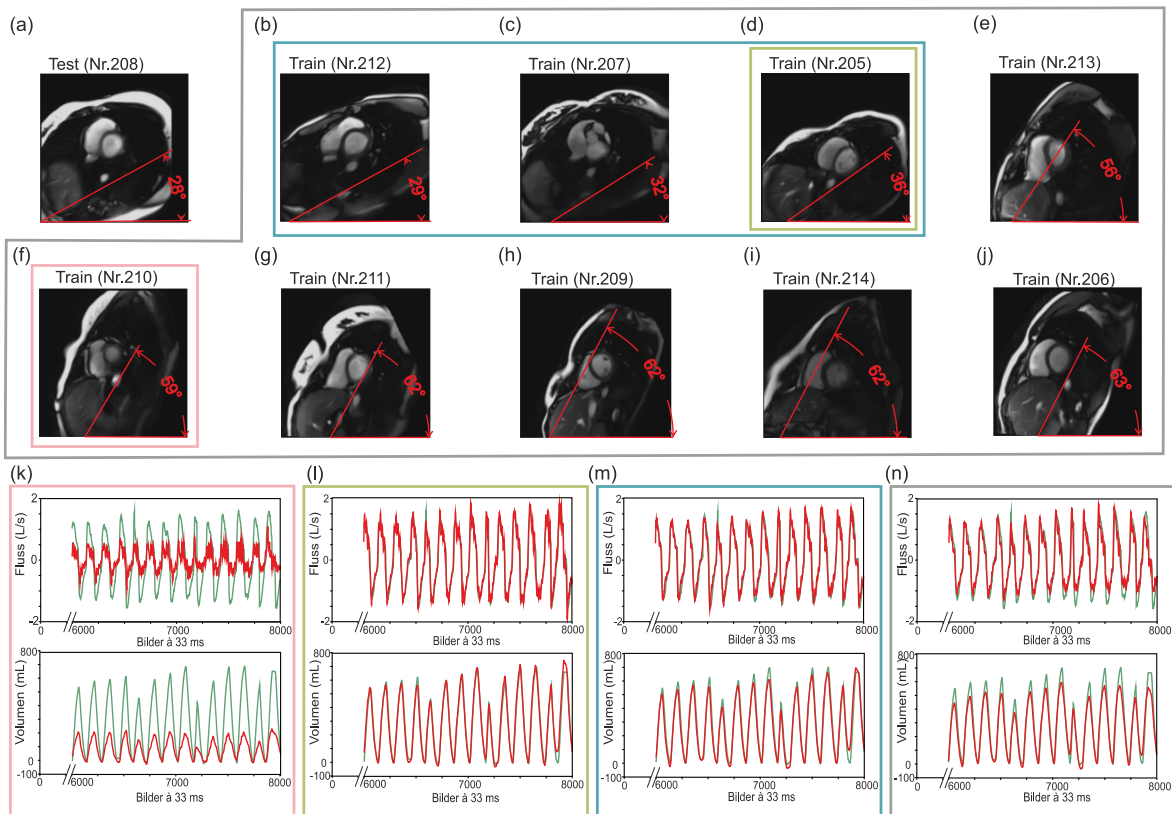 (a) (b) (c) (d) (e)
Test (Nr.208) Train (Nr.212) Train (Nr.207) Train (Nr.205) Train (Nr.213)
28° 29° 32° 36° 56°
(f) (g) (h) (i) (j)
Train (Nr.210) Train (Nr.211) Train (Nr.209) Train (Nr.214) Train (Nr.206)
59° 62° 62° 62° 63°
(k) (l) (m) (n)
2 2 2 2
Fluss (L/s) Fluss (L/s) Fluss (L/s) Fluss (L/s)
0 0 0 0
-2 -2 -2 -2
0 6000 7000 8000 0 6000 7000 8000 0 6000 7000 8000 0 6000 7000 8000
Bilder à 33 ms Bilder à 33 ms Bilder à 33 ms Bilder à 33 ms
800 800 800 800
Volumen (mL) Volumen (mL) Volumen (mL) Volumen (mL)
0 0 0 0
-100 -100 -100 -100
0 6000 7000 8000 0 6000 7000 8000 0 6000 7000 8000 0 6000 7000 8000
Bilder à 33 ms Bilder à 33 ms Bilder à 33 ms Bilder à 33 ms